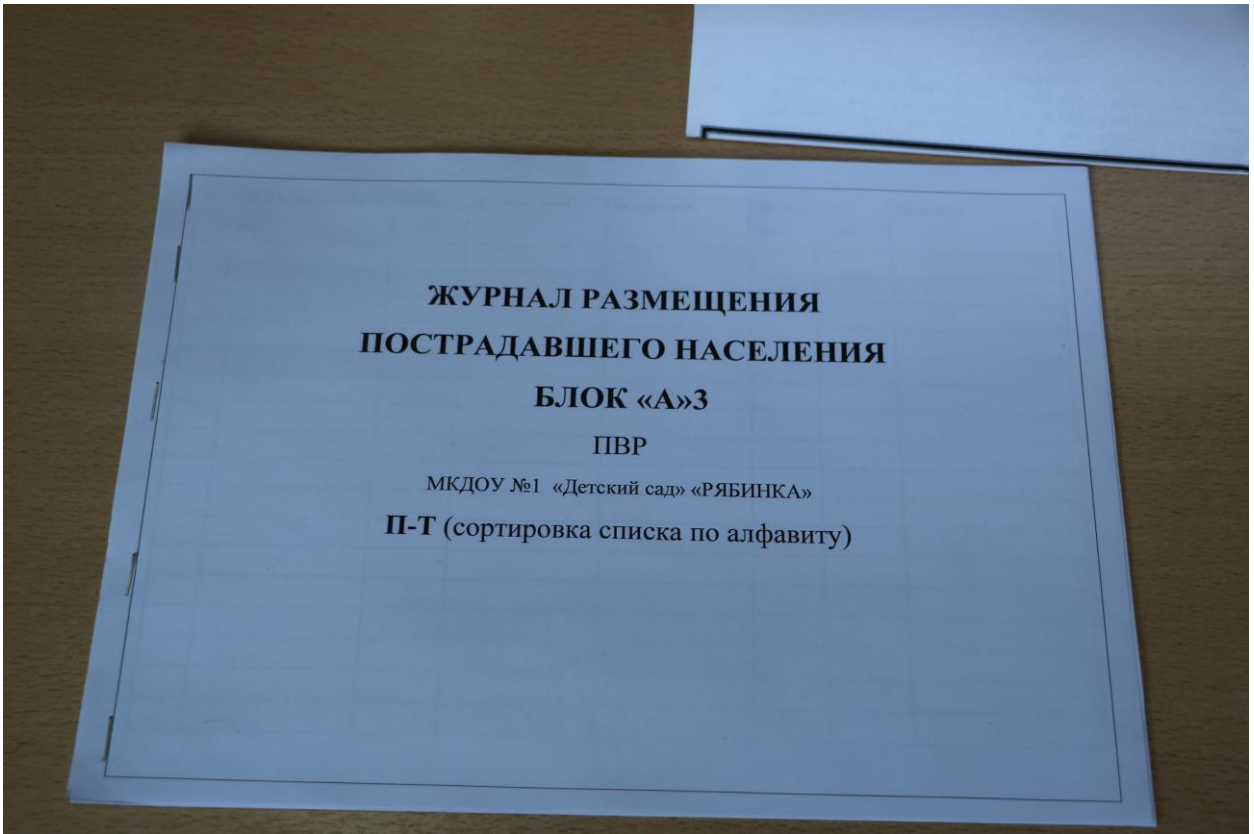 ЖУРНАЛ РАЗМЕЩЕНИЯ
ПОСТРАДАВШЕГО НАСЕЛЕНИЯ
БЛОК «А»3
ПВР
МКДОУ №1 «Детский сад» «РЯБИНКА»
П-Т (сортировка списка по алфавиту)